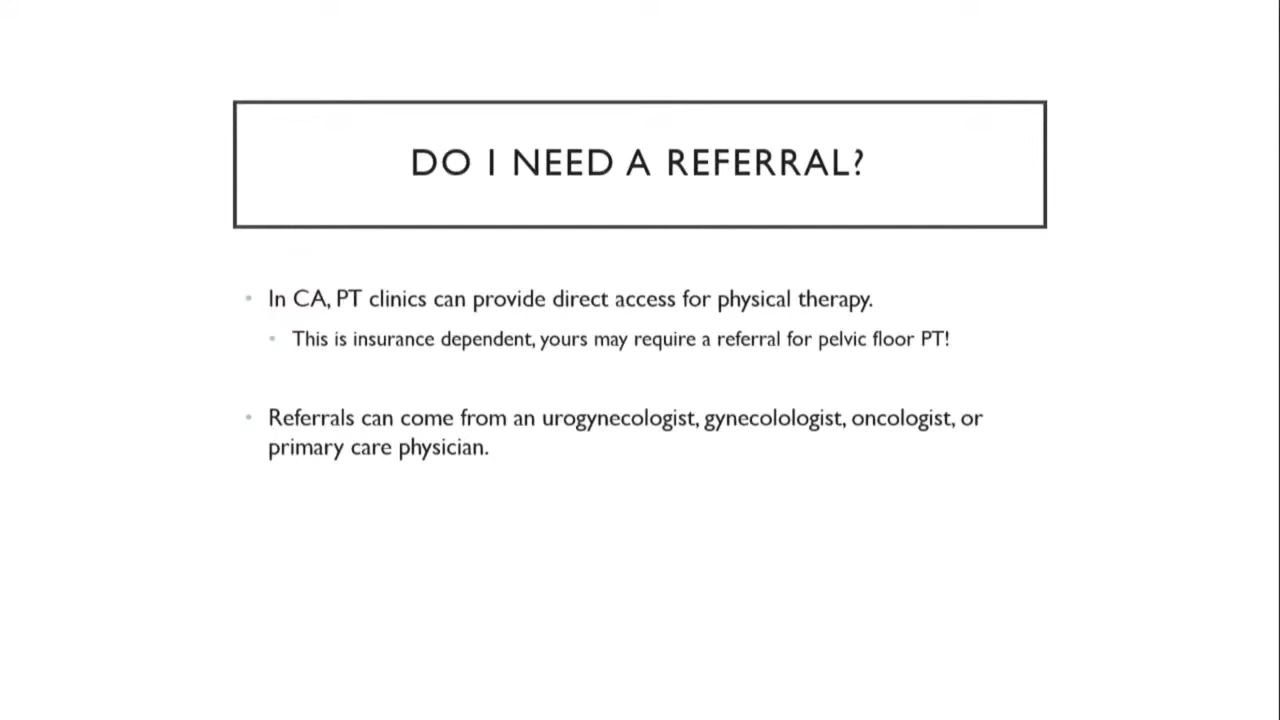 DO I NEED A REFERRAL?
• In CA, PT clinics can provide direct access for physical therapy.
• This is insurance dependent, yours may require a referral for pelvic floor PT!
• Referrals can come from an urogynecologist, gynecolologist, oncologist, or
primary care physician.